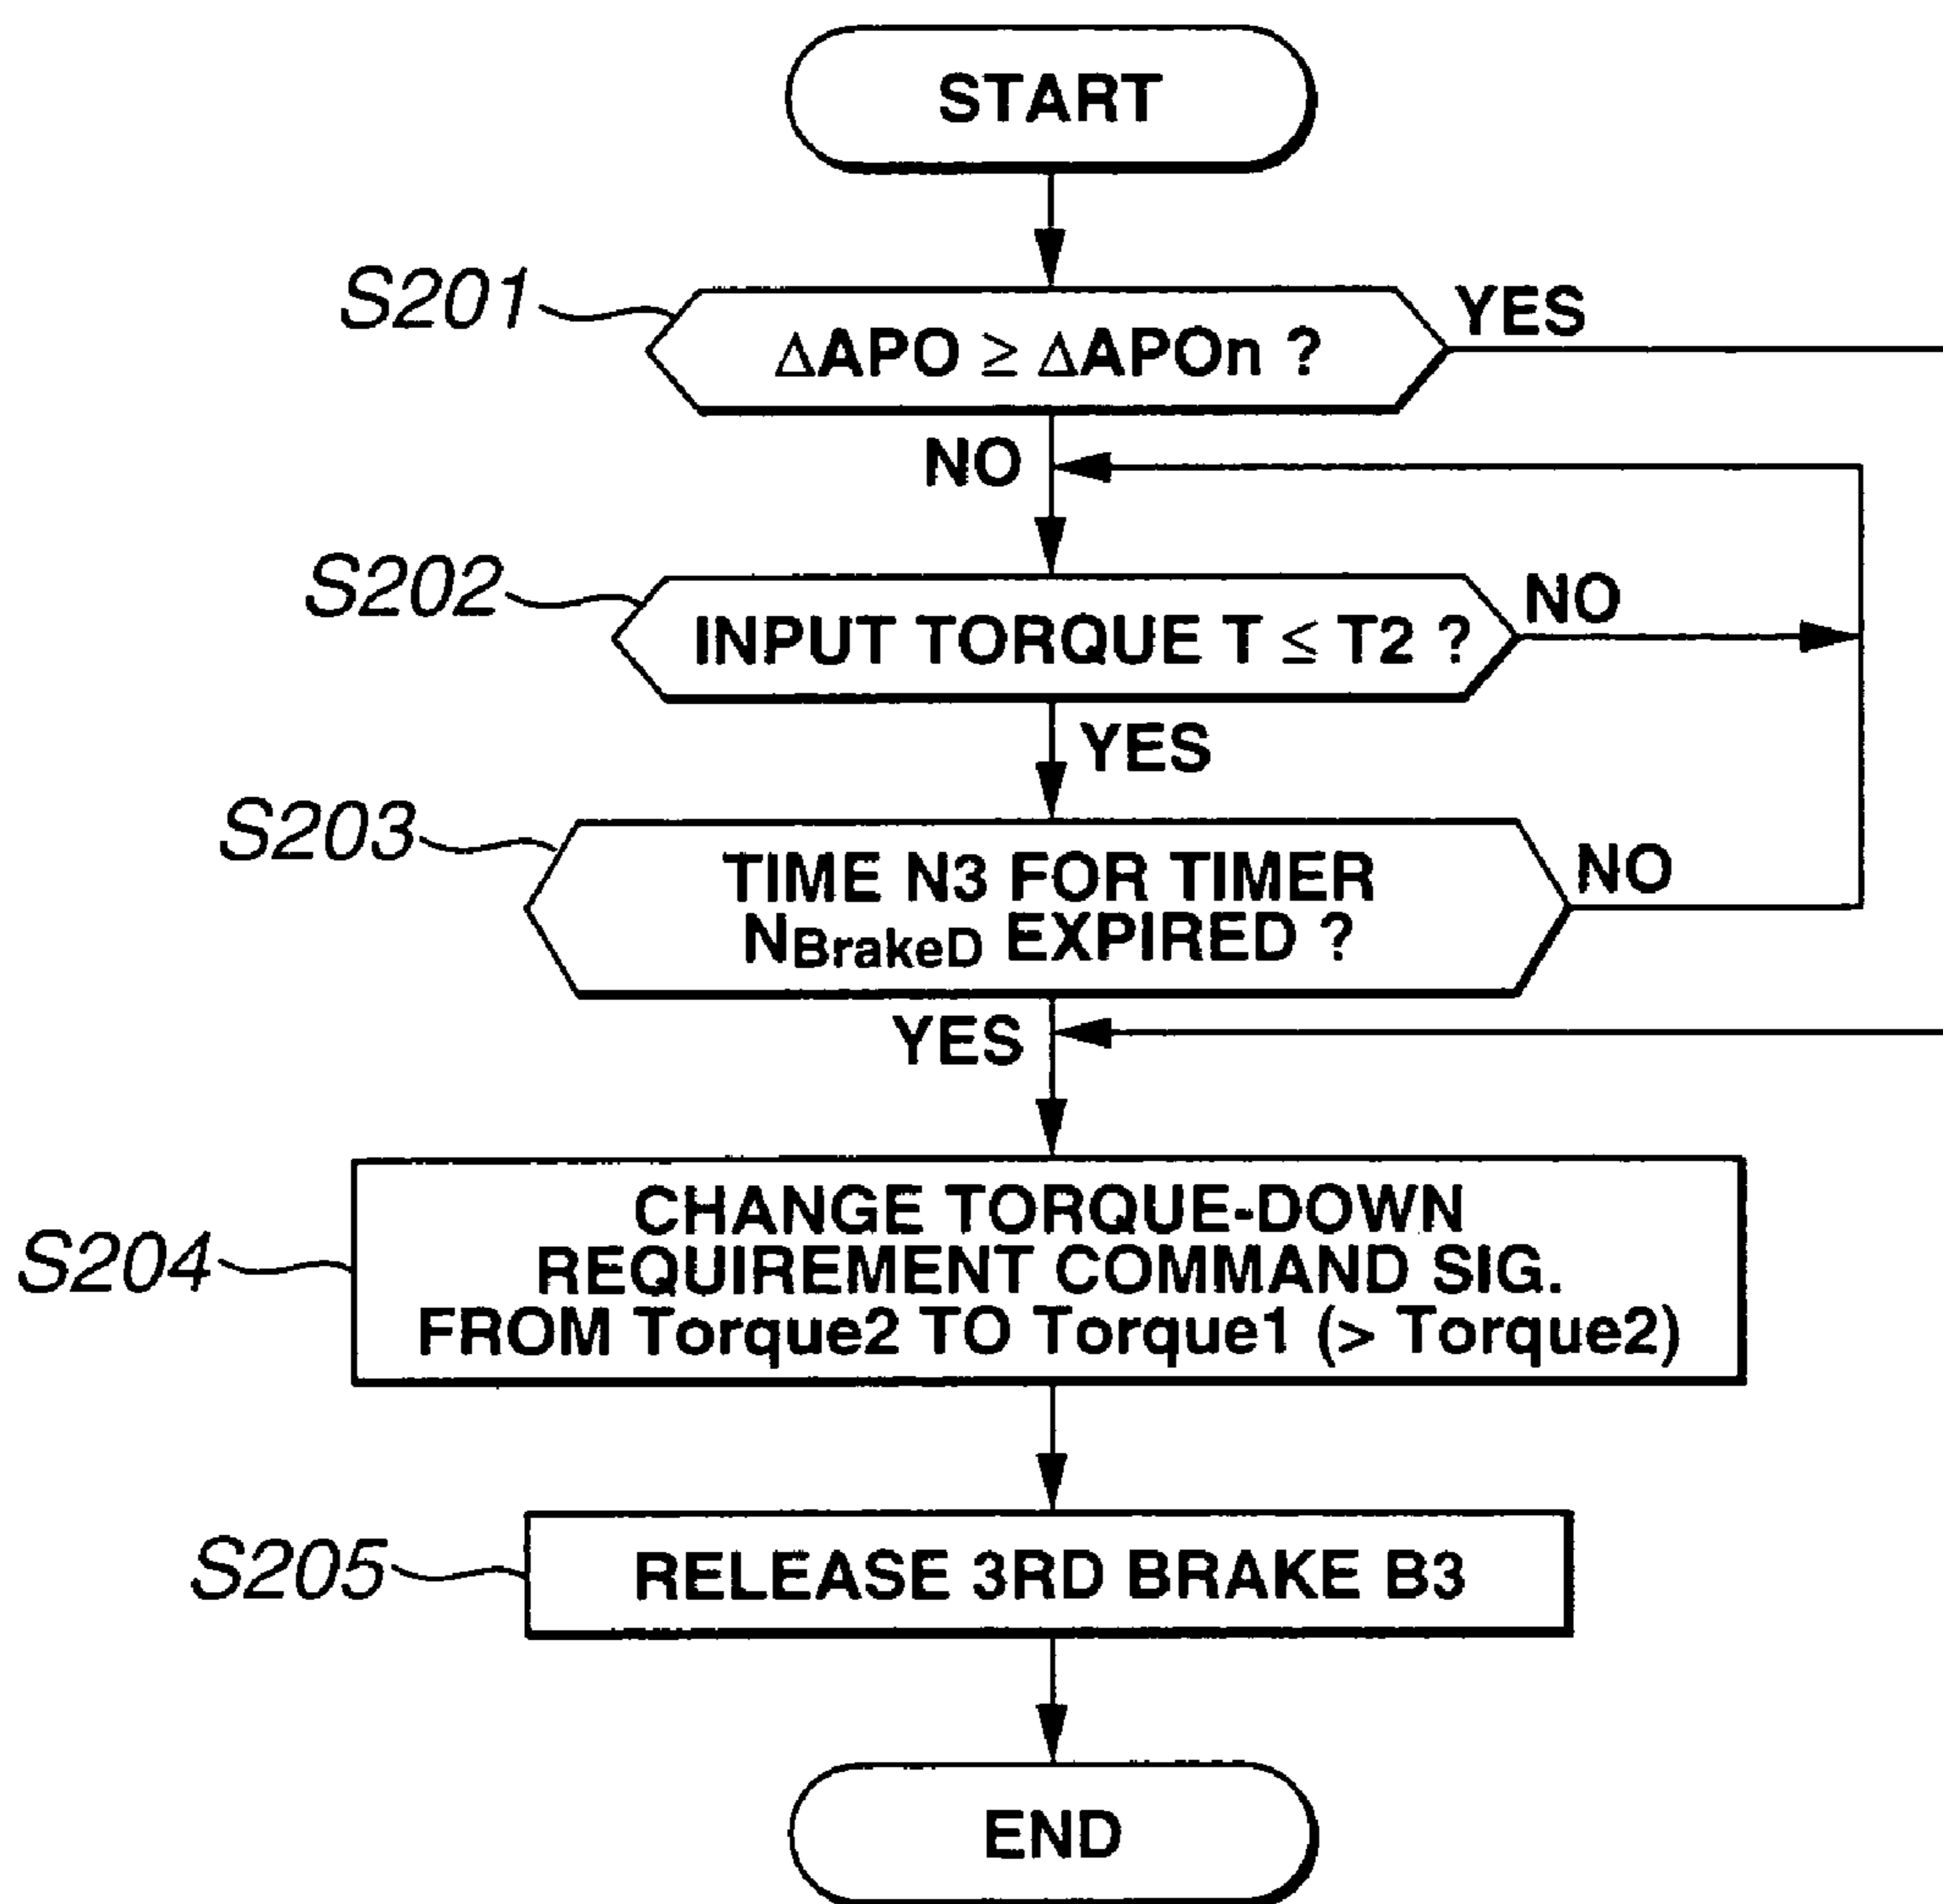 START
S201
ΔAPO ≥ ΔAPOn ?
YES
NO
S202
INPUT TORQUE T ≤ T2 ?
NO
YES
S203
TIME N3 FOR TIMER
NBrakeD EXPIRED ?
NO
YES
S204
CHANGE TORQUE-DOWN
REQUIREMENT COMMAND SIG.
FROM Torque2 TO Torque1 (> Torque2)
S205
RELEASE 3RD BRAKE B3
END